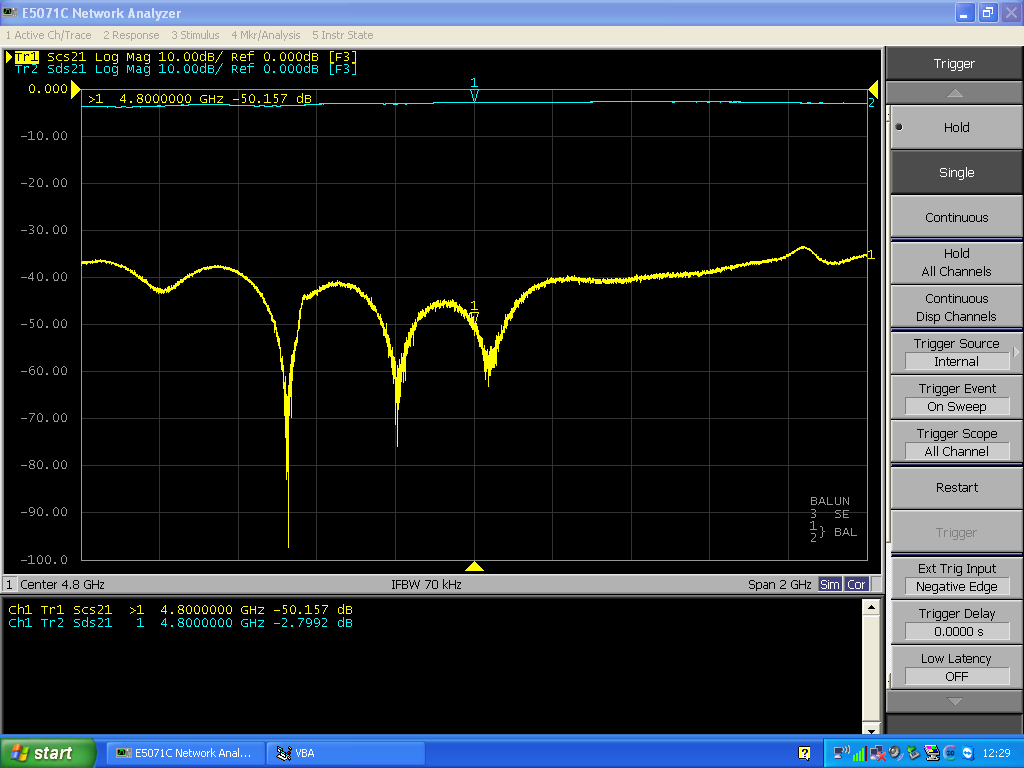 E5071C Network Analyzer
1 Active Ch/Trace 2 Response 3 Stimulus 4 Mkr/Analysis 5 Instr State
Tr1 Scs21 Log Mag 10.00dB/ Ref 0.000dB [F3]
Tr2 Sds21 Log Mag 10.00dB/ Ref 0.000dB [F3]
0.000
>1 4.8000000 GHz -50.157 dB
1
2
-10.00
-20.00
-30.00
1
-40.00
1
-50.00
-60.00
-70.00
-80.00
-90.00
-100.0
BALUN
3 SE
1
2 } BAL
1 Center 4.8 GHz
IFBW 70 kHz
Span 2 GHz Sim Cor
Ch1 Tr1 Scs21 >1 4.8000000 GHz -50.157 dB
Ch1 Tr2 Sds21 1 4.8000000 GHz -2.7992 dB
Trigger
Hold
Single
Continuous
Hold
All Channels
Continuous
Disp Channels
Trigger Source
Internal
Trigger Event
On Sweep
Trigger Scope
All Channel
Restart
Trigger
Ext Trig Input
Negative Edge
Trigger Delay
0.0000 s
Low Latency
OFF
start
E5071C Network Anal...
VBA
12:29